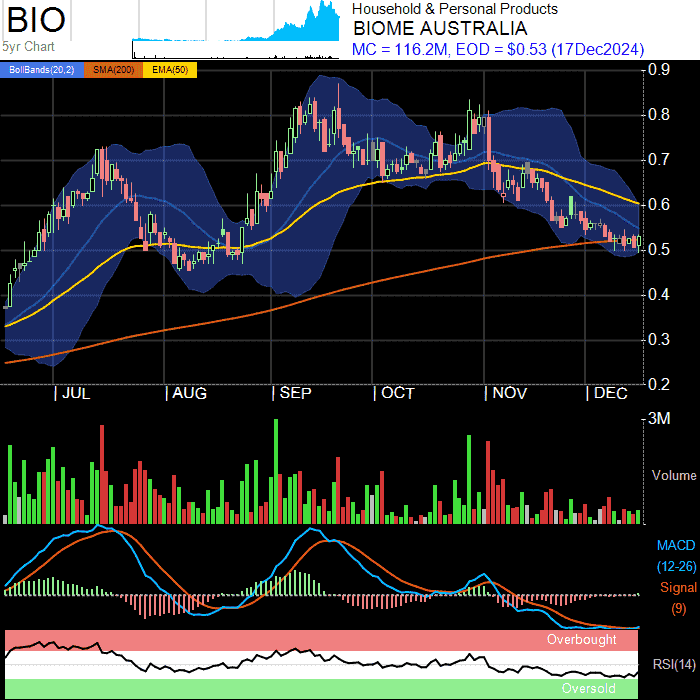 BIO
5yr Chart
Household & Personal Products
BIOME AUSTRALIA
MC = 116.2M, EOD = $0.53 (17Dec2024)
BollBands(20,2) SMA(200) EMA(50)
0.9
0.8
0.7
0.6
0.5
0.4
0.3
0.2
JUL AUG SEP OCT NOV DEC
3M
Volume
MACD
(12-26)
Signal
(9)
Overbought
RSI(14)
Oversold